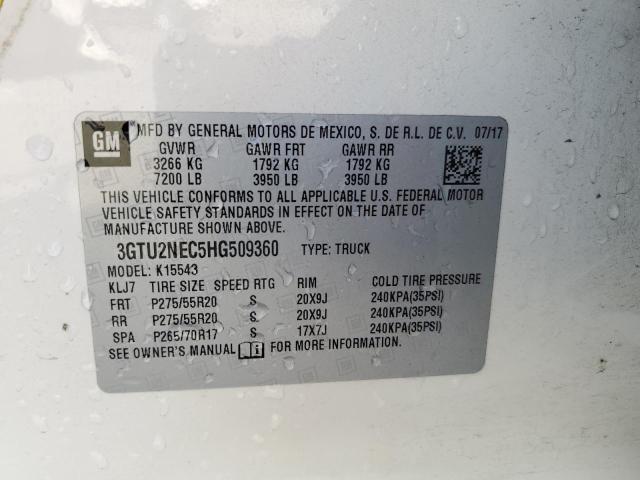 GM
MFD BY GENERAL MOTORS DE MEXICO, S. DE R.L. DE C.V. 07/17
GVWR GAWR FRT GAWR RR
3266 KG 1792 KG 1792 KG
7200 LB 3950 LB 3950 LB
THIS VEHICLE CONFORMS TO ALL APPLICABLE U.S. FEDERAL MOTOR
VEHICLE SAFETY STANDARDS IN EFFECT ON THE DATE OF
MANUFACTURE SHOWN ABOVE.
3GTU2NEC5HG509360 TYPE: TRUCK
MODEL: K15543
KLJ7 TIRE SIZE SPEED RTG RIM COLD TIRE PRESSURE
FRT P275/55R20 S 20X9J 240KPA(35PSI)
RR P275/55R20 S 20X9J 240KPA(35PSI)
SPA P265/70R17 S 17X7J 240KPA(35PSI)
SEE OWNER'S MANUAL FOR MORE INFORMATION.